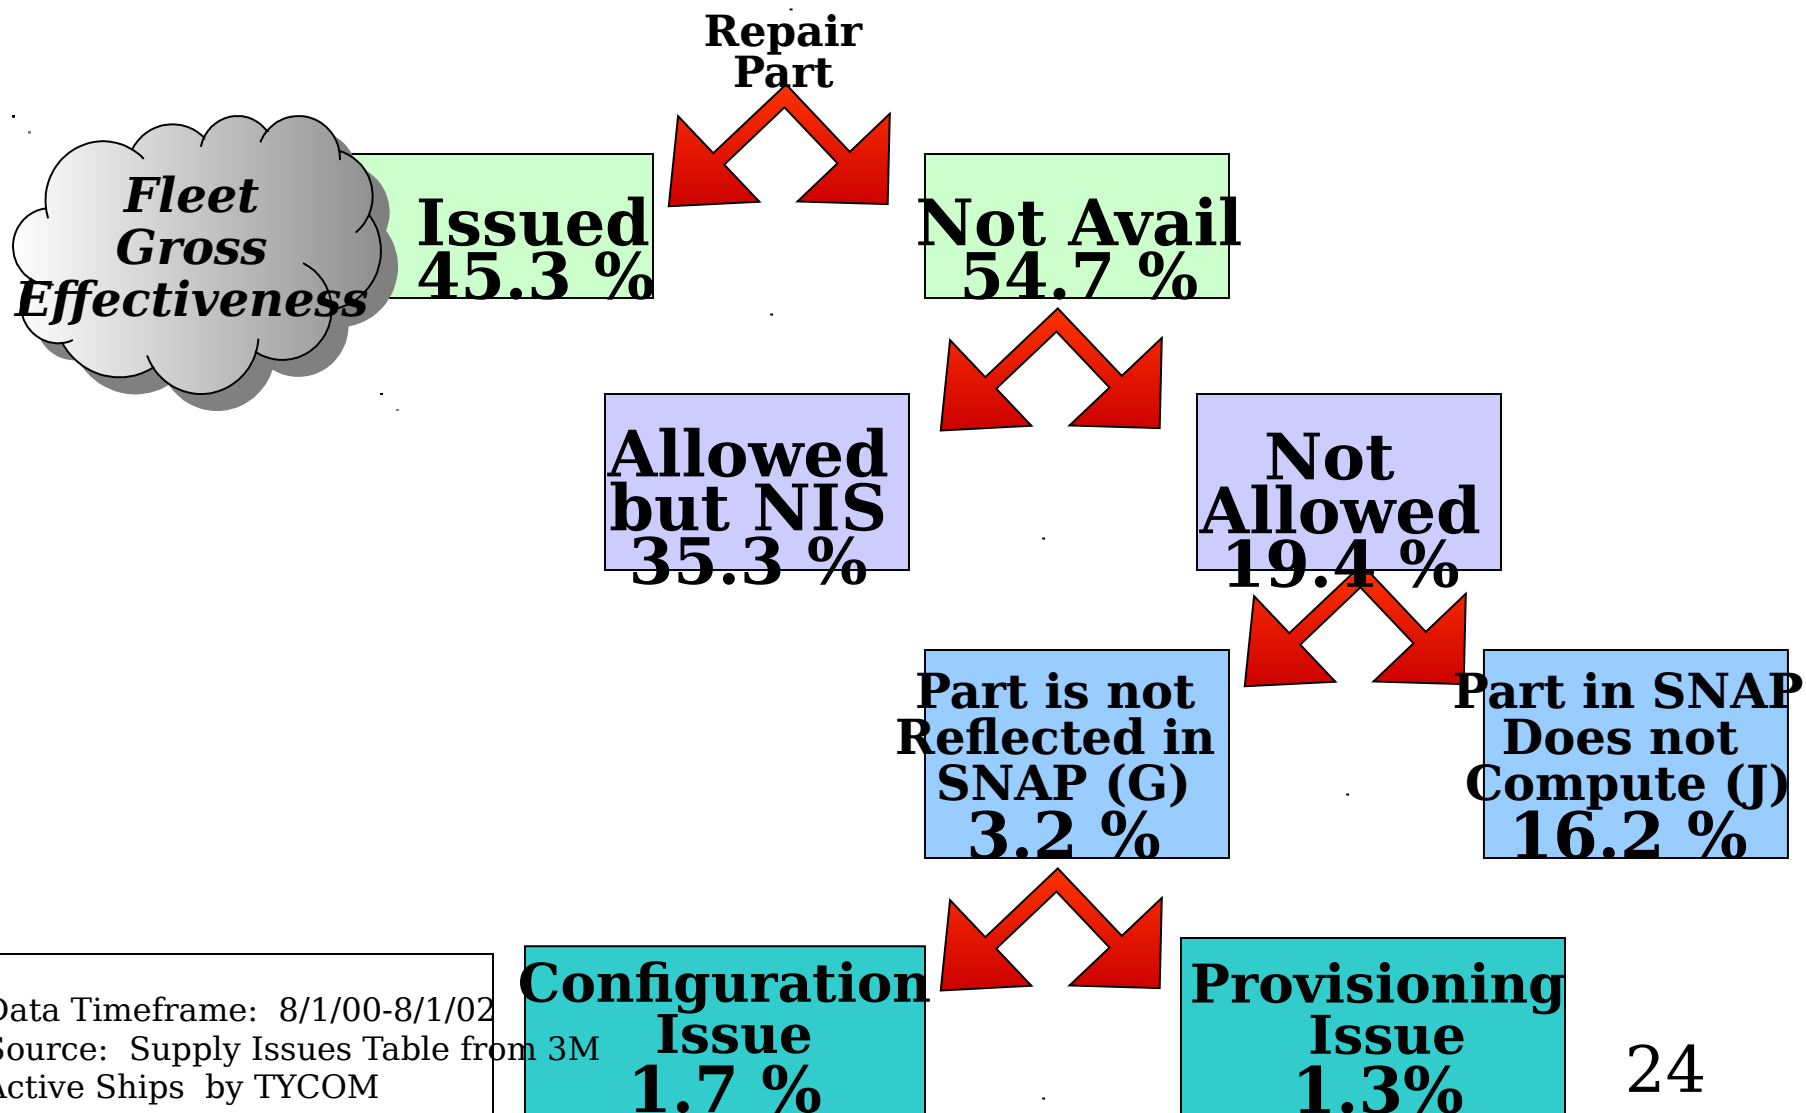 Repair
Part
Fleet
Gross
Effectiveness
Issued
45.3 %
Not Avail
54.7 %
Allowed
but NIS
35.3 %
Not
Allowed
19.4 %
Part is not
Reflected in
SNAP (G)
3.2 %
Part in SNAP
Does not
Compute (J)
16.2 %
Configuration
Issue
1.7 %
Provisioning
Issue
1.3%
Data Timeframe:  8/1/00-8/1/02
Source:  Supply Issues Table from 3M
Active Ships  by TYCOM
24